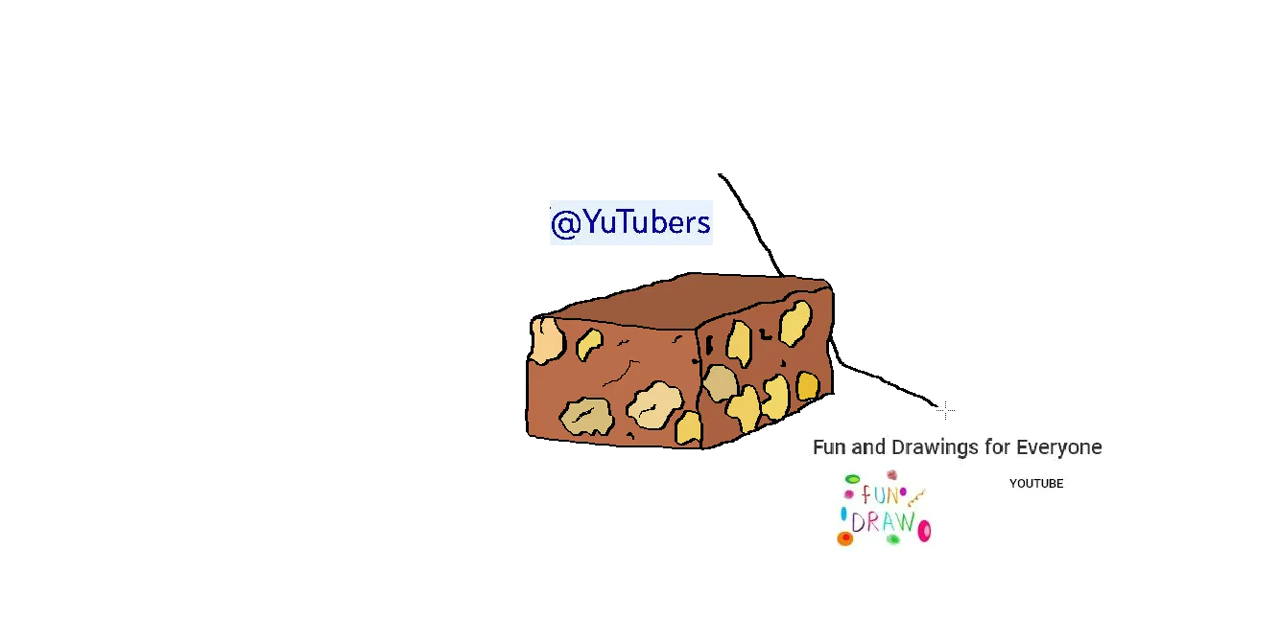 @YuTubers
Fun and Drawings for Everyone
YOUTUBE
FUN
DRAW